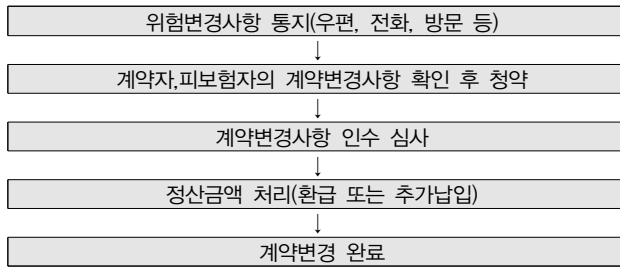 위험변경사항 통지(우편, 전화, 방문 등)
↓
계약자,피보험자의 계약변경사항 확인 후 청약
↓
계약변경사항 인수 심사
↓
정산금액 처리(환급 또는 추가납입)
↓
계약변경 완료